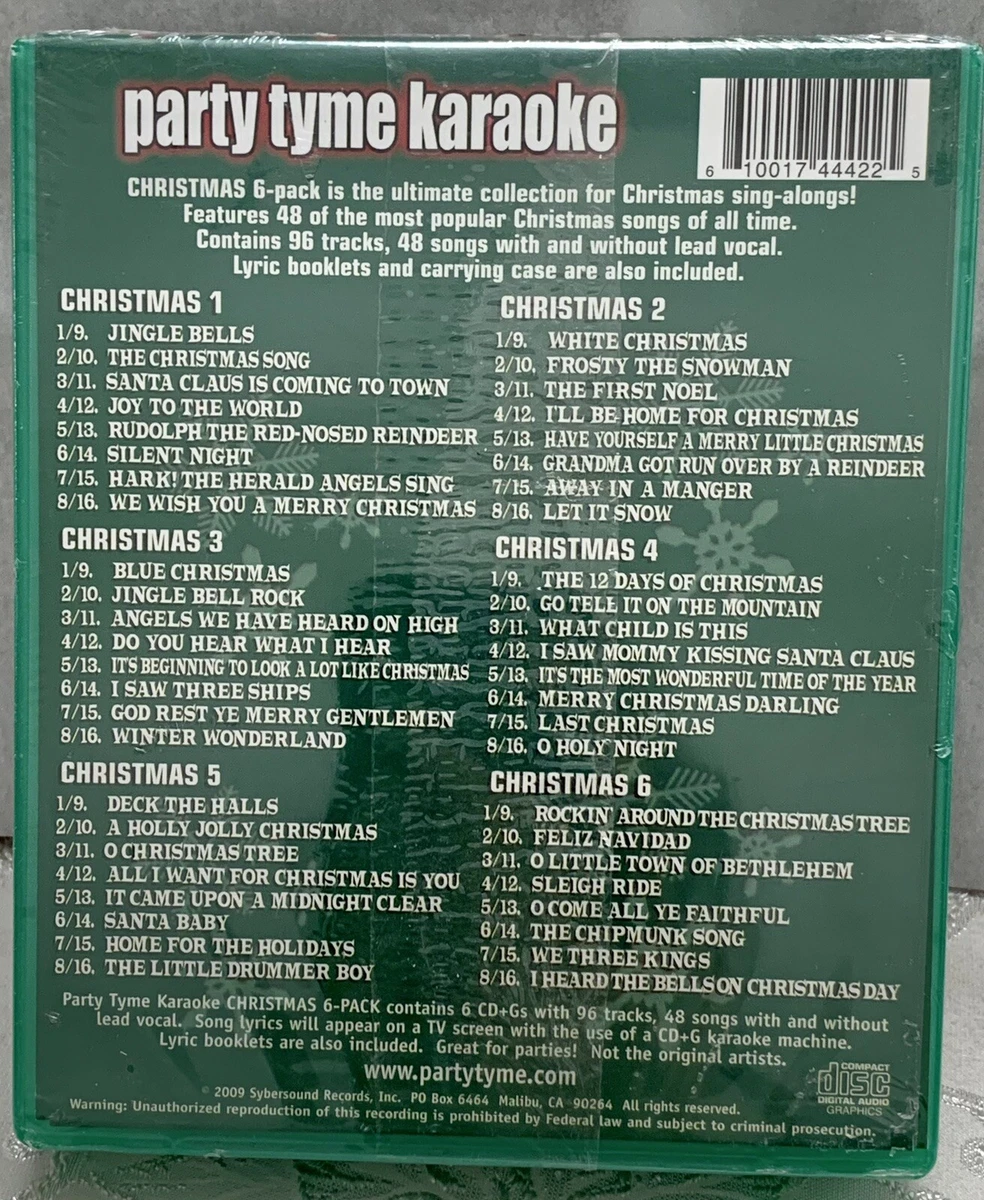 party tyme karaoke
6 10017 44422 5
CHRISTMAS 6-pack is the ultimate collection for Christmas sing-alongs!
Features 48 of the most popular Christmas songs of all time.
Contains 96 tracks, 48 songs with and without lead vocal.
Lyric booklets and carrying case are also included.
CHRISTMAS 1
1/9. JINGLE BELLS
2/10. THE CHRISTMAS SONG
3/11. SANTA CLAUS IS COMING TO TOWN
4/12. JOY TO THE WORLD
5/13. RUDOLPH THE RED-NOSED REINDEER
6/14. SILENT NIGHT
7/15. HARK! THE HERALD ANGELS SING
8/16. WE WISH YOU A MERRY CHRISTMAS
CHRISTMAS 2
1/9. WHITE CHRISTMAS
2/10. FROSTY THE SNOWMAN
3/11. THE FIRST NOEL
4/12. I'LL BE HOME FOR CHRISTMAS
5/13. HAVE YOURSELF A MERRY LITTLE CHRISTMAS
6/14. GRANDMA GOT RUN OVER BY A REINDEER
7/15. AWAY IN A MANGER
8/16. LET IT SNOW
CHRISTMAS 3
1/9. BLUE CHRISTMAS
2/10. JINGLE BELL ROCK
3/11. ANGELS WE HAVE HEARD ON HIGH
4/12. DO YOU HEAR WHAT I HEAR
5/13. IT'S BEGINNING TO LOOK A LOT LIKE CHRISTMAS
6/14. I SAW THREE SHIPS
7/15. GOD REST YE MERRY GENTLEMEN
8/16. WINTER WONDERLAND
CHRISTMAS 4
1/9. THE 12 DAYS OF CHRISTMAS
2/10. GO TELL IT ON THE MOUNTAIN
3/11. WHAT CHILD IS THIS
4/12. I SAW MOMMY KISSING SANTA CLAUS
5/13. IT'S THE MOST WONDERFUL TIME OF THE YEAR
6/14. MERRY CHRISTMAS DARLING
7/15. LAST CHRISTMAS
8/16. O HOLY NIGHT
CHRISTMAS 5
1/9. DECK THE HALLS
2/10. A HOLLY JOLLY CHRISTMAS
3/11. O CHRISTMAS TREE
4/12. ALL I WANT FOR CHRISTMAS IS YOU
5/13. IT CAME UPON A MIDNIGHT CLEAR
6/14. SANTA BABY
7/15. HOME FOR THE HOLIDAYS
8/16. THE LITTLE DRUMMER BOY
CHRISTMAS 6
1/9. ROCKIN' AROUND THE CHRISTMAS TREE
2/10. FELIZ NAVIDAD
3/11. O LITTLE TOWN OF BETHLEHEM
4/12. SLEIGH RIDE
5/13. O COME ALL YE FAITHFUL
6/14. THE CHIPMUNK SONG
7/15. WE THREE KINGS
8/16. I HEARD THE BELLS ON CHRISTMAS DAY
Party Tyme Karaoke CHRISTMAS 6-PACK contains 6 CD+Gs with 96 tracks, 48 songs with and without
lead vocal. Song lyrics will appear on a TV screen with the use of a CD+G karaoke machine.
Lyric booklets are also included. Great for parties! Not the original artists.
www.partytyme.com
© 2009 Sybersound Records, Inc. PO Box 6464 Malibu, CA 90264 All rights reserved.
Warning: Unauthorized reproduction of this recording is prohibited by Federal law and subject to criminal prosecution.
COMPACT
disc
DIGITAL AUDIO
GRAPHICS